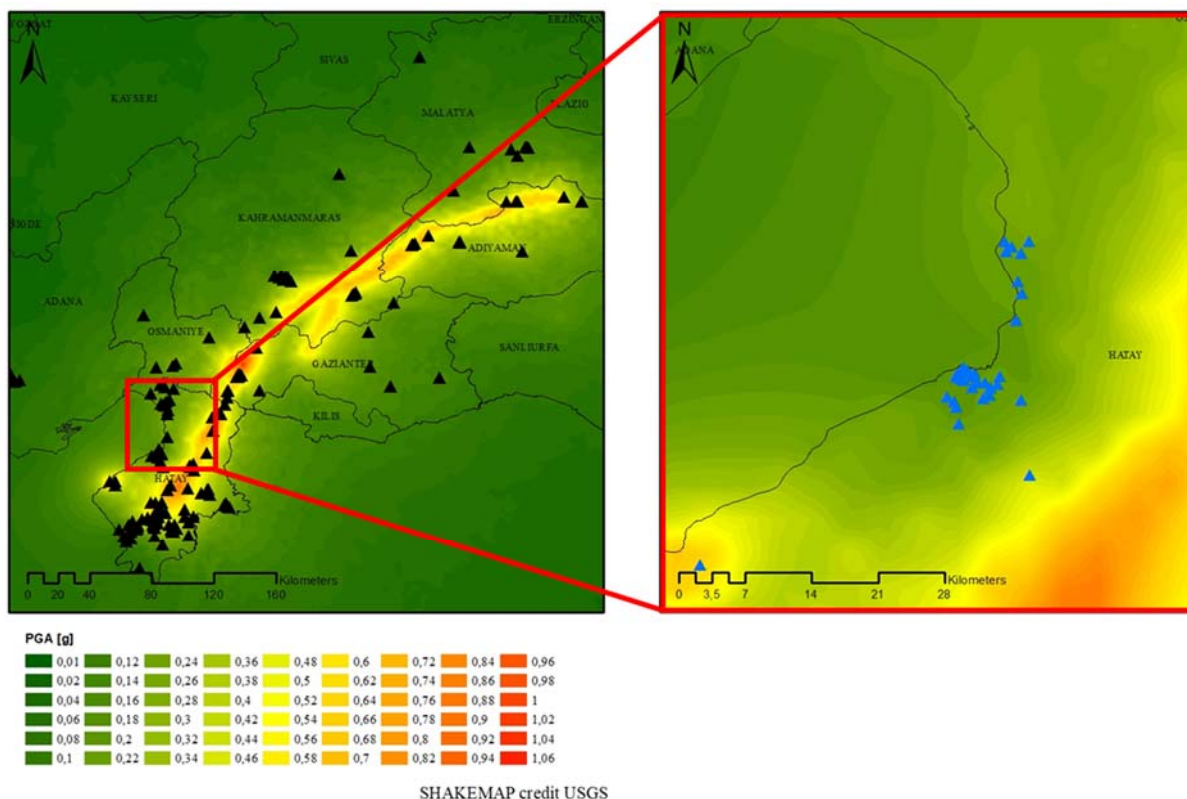 N
SIVAS
KAYSERI
MALATYA
KAHRAMANMARAS
ADIYAMAN
ADANA
OSMANIYE
SANLIURFA
GAZIANTEP
KILIS
HATAY
Kilometers
0 20 40 80 120 160
N
ADANA
HATAY
Kilometers
0 3,5 7 14 21 28
PGA [g]
0,01 0,12 0,24 0,36 0,48 0,6 0,72 0,84 0,96
0,02 0,14 0,26 0,38 0,5 0,62 0,74 0,86 0,98
0,04 0,16 0,28 0,4 0,52 0,64 0,76 0,88 1
0,06 0,18 0,3 0,42 0,54 0,66 0,78 0,9 1,02
0,08 0,2 0,32 0,44 0,56 0,68 0,8 0,92 1,04
0,1 0,22 0,34 0,46 0,58 0,7 0,82 0,94 1,06
SHAKEMAP credit USGS